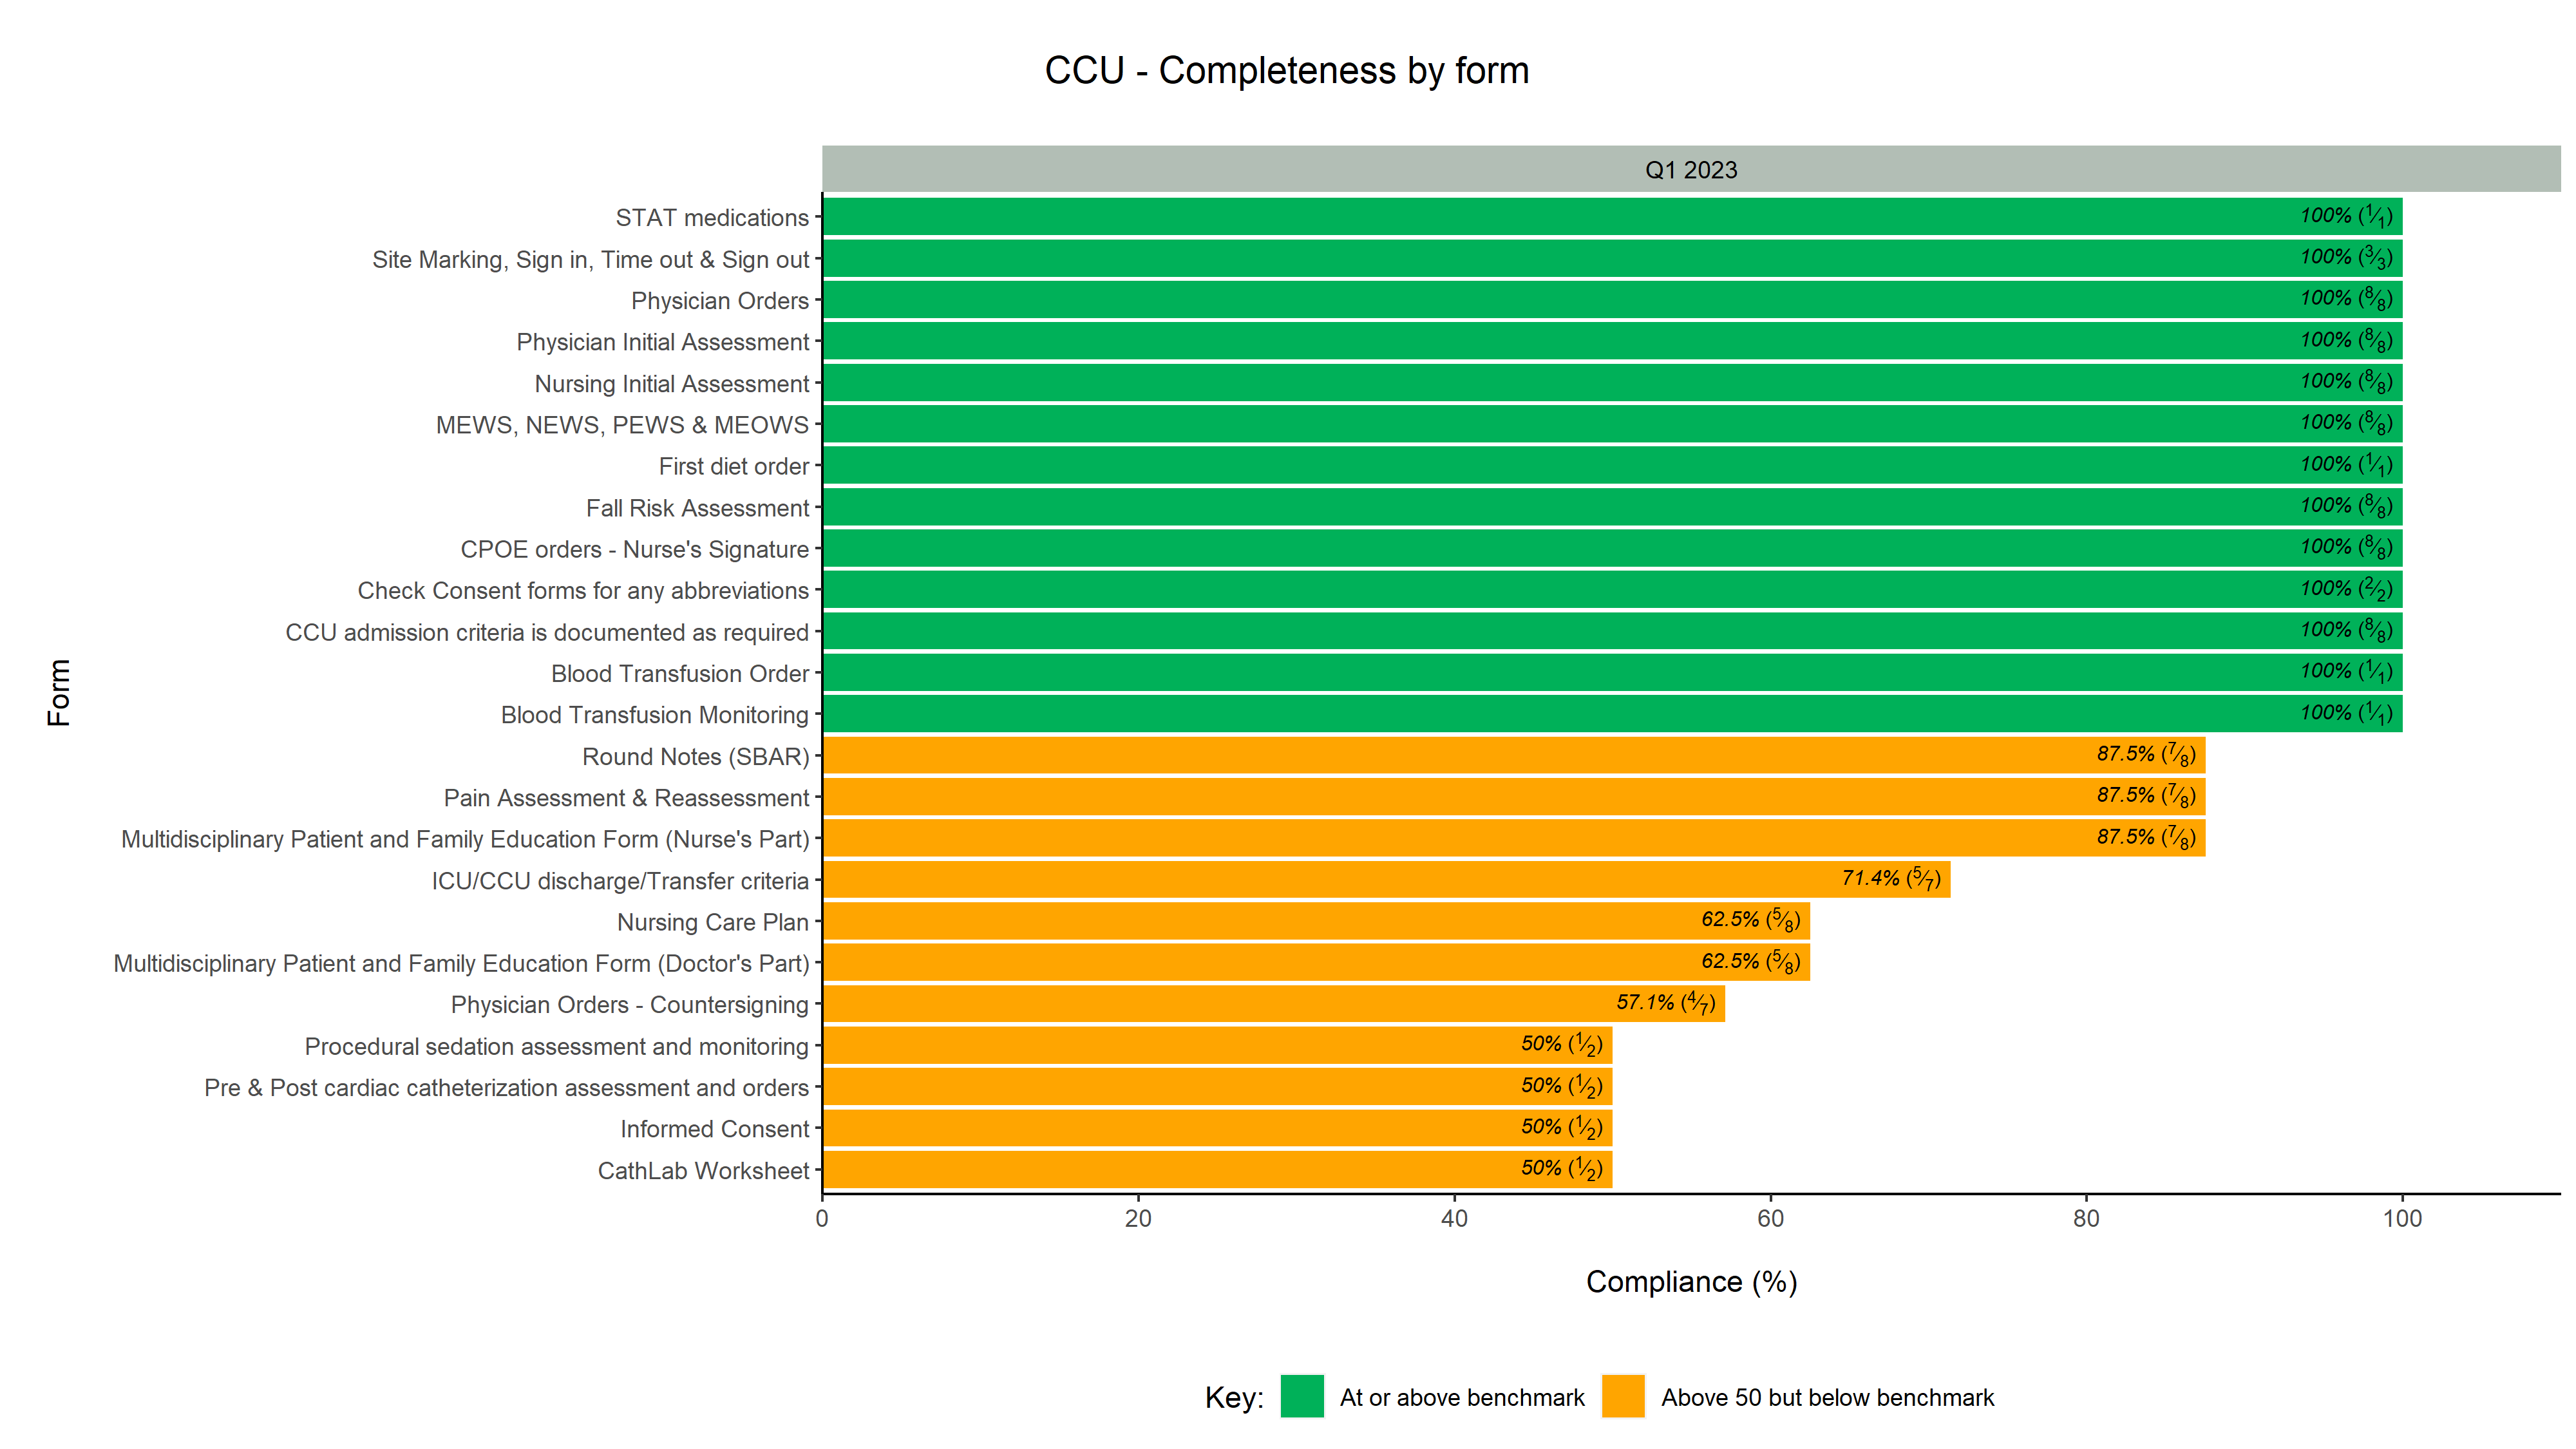 CCU - Completeness by form
Q1 2023
STAT medications 100% (1/1)
Site Marking, Sign in, Time out & Sign out 100% (3/3)
Physician Orders 100% (8/8)
Physician Initial Assessment 100% (8/8)
Nursing Initial Assessment 100% (8/8)
MEWS, NEWS, PEWS & MEOWS 100% (8/8)
First diet order 100% (1/1)
Fall Risk Assessment 100% (8/8)
CPOE orders - Nurse's Signature 100% (8/8)
Check Consent forms for any abbreviations 100% (2/2)
CCU admission criteria is documented as required 100% (8/8)
Blood Transfusion Order 100% (1/1)
Blood Transfusion Monitoring 100% (1/1)
Round Notes (SBAR) 87.5% (7/8)
Pain Assessment & Reassessment 87.5% (7/8)
Multidisciplinary Patient and Family Education Form (Nurse's Part) 87.5% (7/8)
ICU/CCU discharge/Transfer criteria 71.4% (5/7)
Nursing Care Plan 62.5% (5/8)
Multidisciplinary Patient and Family Education Form (Doctor's Part) 62.5% (5/8)
Physician Orders - Countersigning 57.1% (4/7)
Procedural sedation assessment and monitoring 50% (1/2)
Pre & Post cardiac catheterization assessment and orders 50% (1/2)
Informed Consent 50% (1/2)
CathLab Worksheet 50% (1/2)
Form
0 20 40 60 80 100
Compliance (%)
Key: At or above benchmark Above 50 but below benchmark